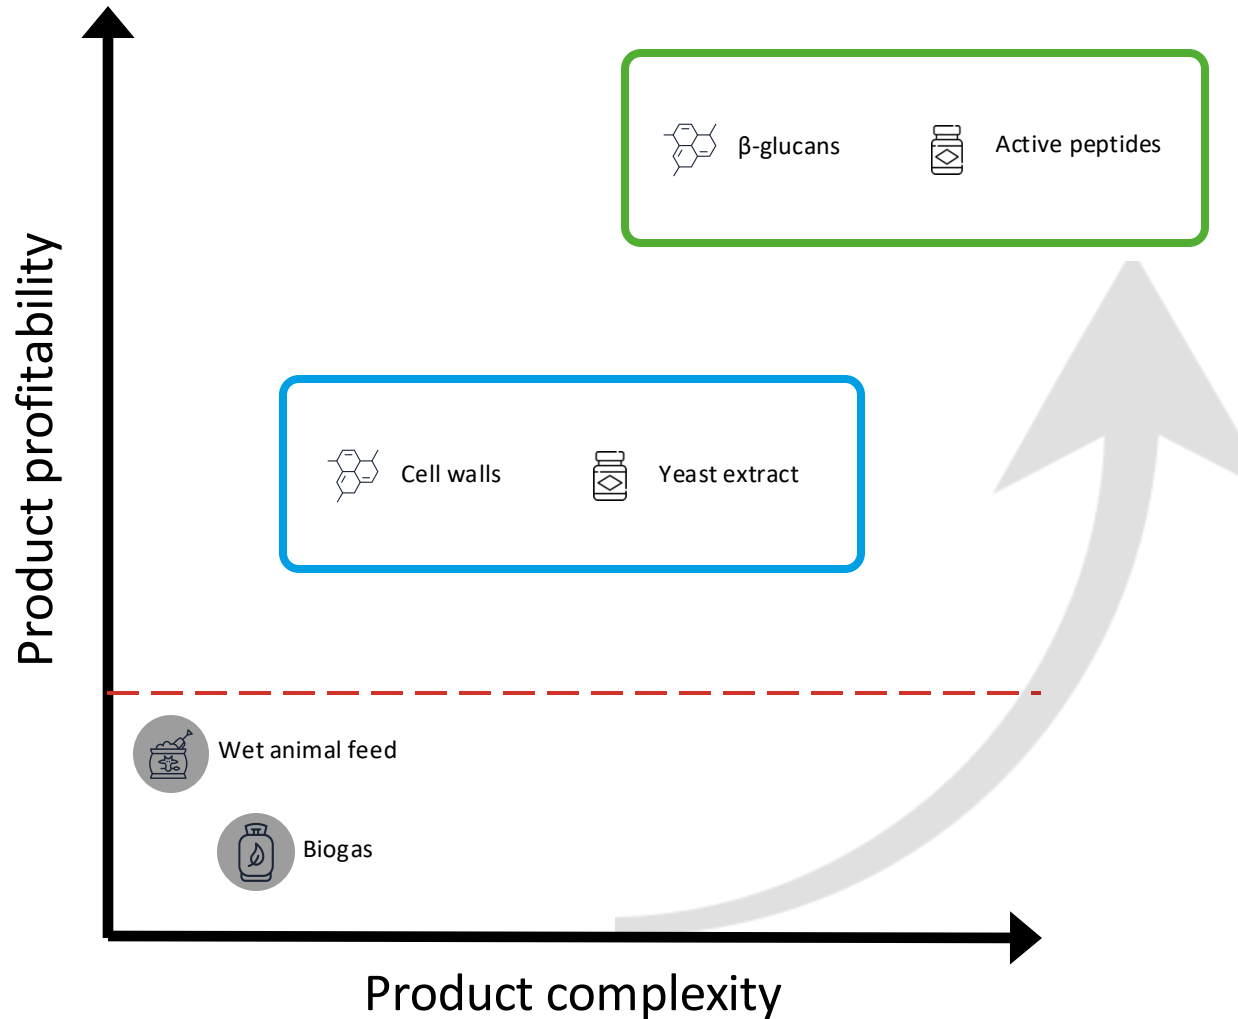 Product profitability
β-glucans
Active peptides
Cell walls
Yeast extract
Wet animal feed
Biogas
Product complexity